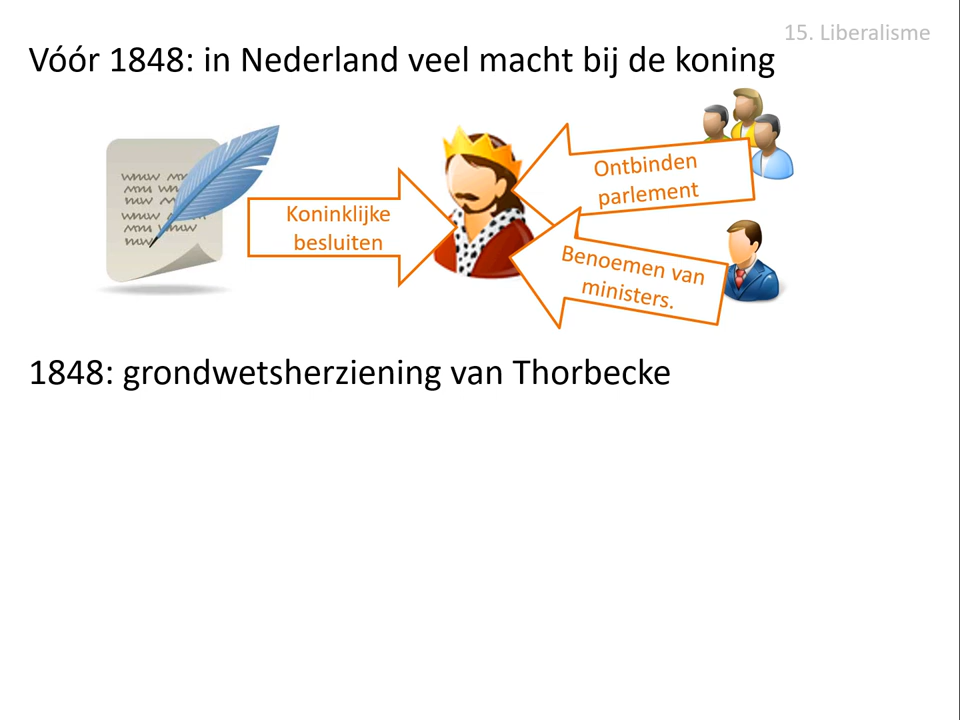 15. Liberalisme
Vóór 1848: in Nederland veel macht bij de koning
Koninklijke
besluiten
Ontbinden
parlement
Benoemen van
ministers.
1848: grondwetsherziening van Thorbecke